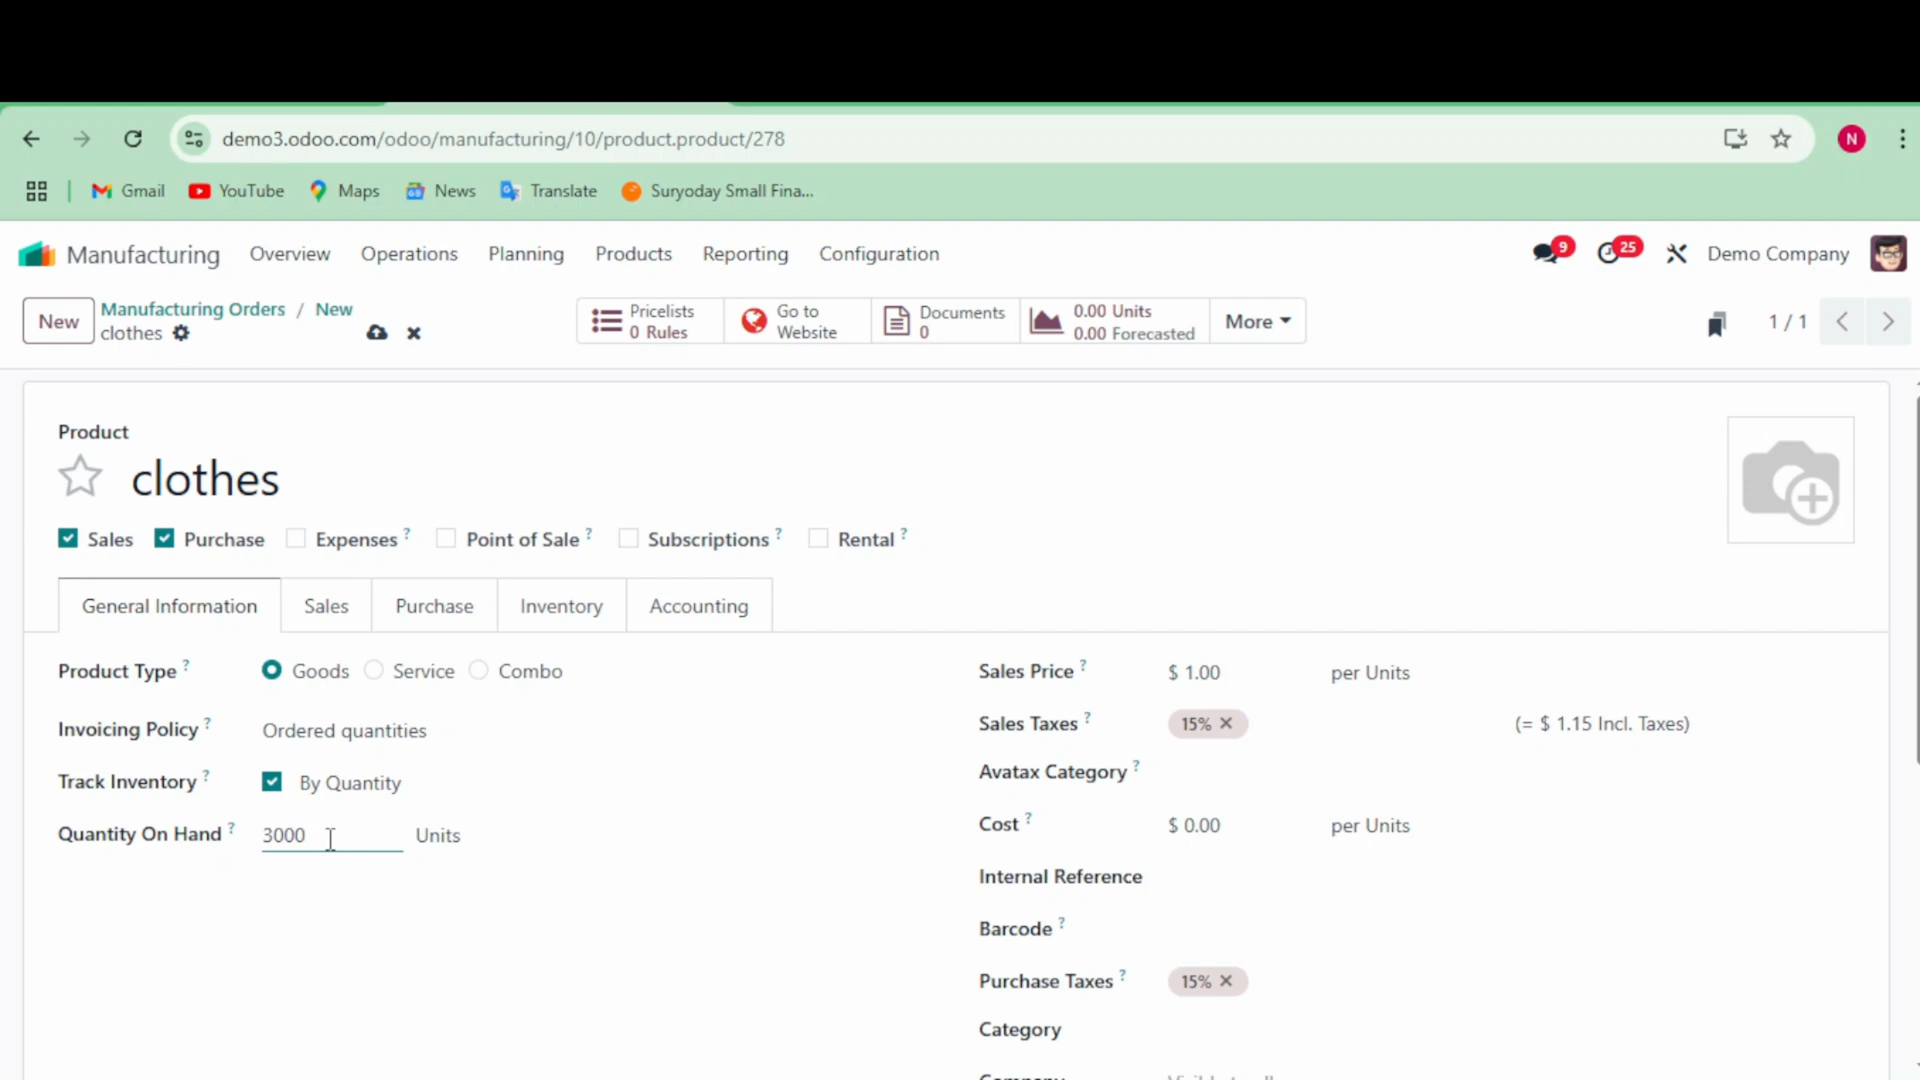 demo3.odoo.com/odoo/manufacturing/10/product.product/278
N
Gmail YouTube Maps News Translate Suryoday Small Fina...
Manufacturing Overview Operations Planning Products Reporting Configuration 9 25 Demo Company
New Manufacturing Orders / New
clothes
Pricelists
0 Rules
Go to
Website
Documents
0
0.00 Units
0.00 Forecasted
More
1 / 1
Product
clothes
Sales Purchase Expenses ? Point of Sale ? Subscriptions ? Rental ?
General Information Sales Purchase Inventory Accounting
Product Type ? Goods Service Combo
Invoicing Policy ? Ordered quantities
Track Inventory ? By Quantity
Quantity On Hand ? 3000 Units
Sales Price ? $ 1.00 per Units
Sales Taxes ? 15% (= $ 1.15 Incl. Taxes)
Avatax Category ?
Cost ? $ 0.00 per Units
Internal Reference
Barcode ?
Purchase Taxes ? 15%
Category